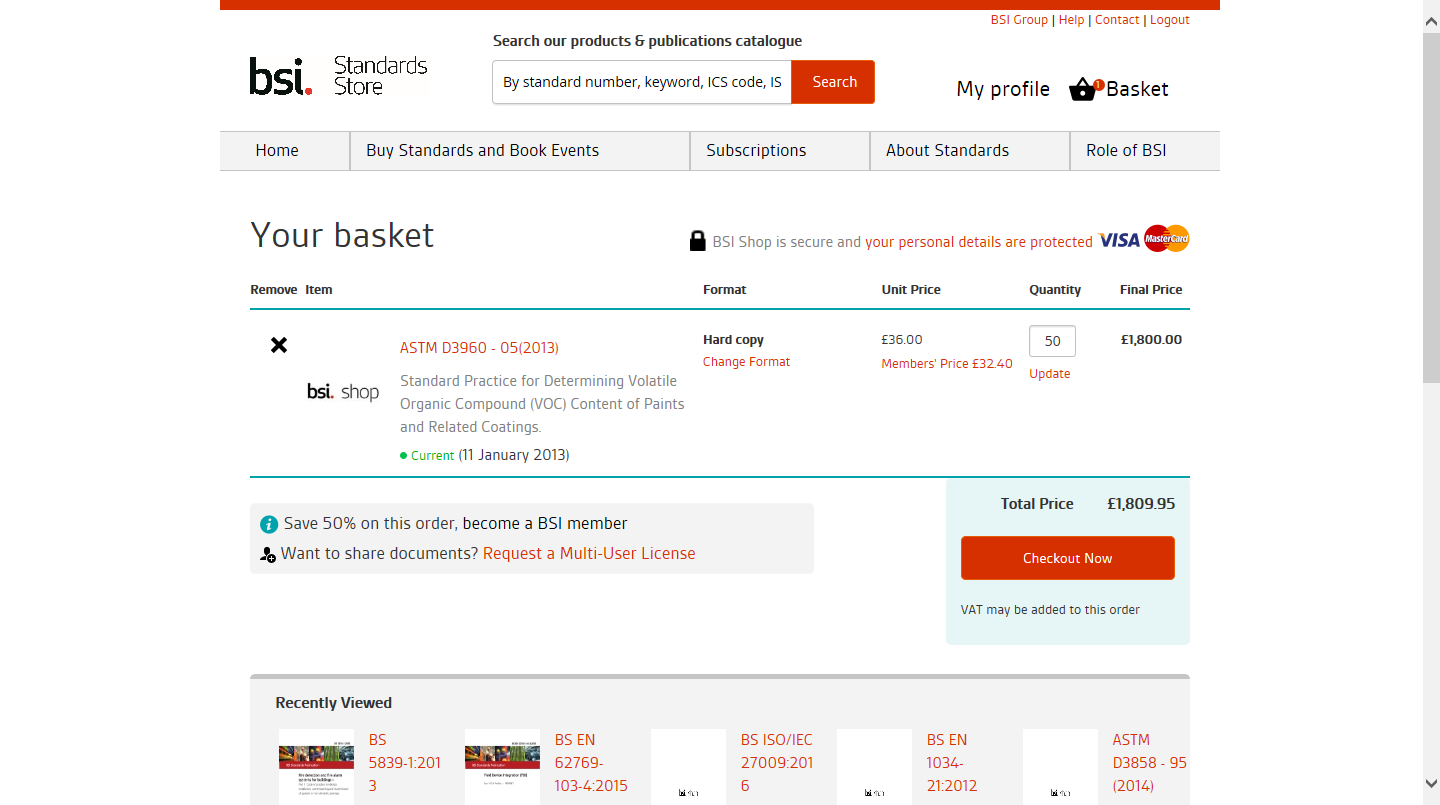 BSI Group | Help | Contact | Logout
Search our products & publications catalogue
bsi. Standards Store
By standard number, keyword, ICS code, IS
Search
My profile
1
Basket
Home
Buy Standards and Book Events
Subscriptions
About Standards
Role of BSI
Your basket
BSI Shop is secure and your personal details are protected
VISA
MasterCard
Remove Item Format Unit Price Quantity Final Price
ASTM D3960 - 05(2013)
bsi. shop
Standard Practice for Determining Volatile
Organic Compound (VOC) Content of Paints
and Related Coatings.
Current (11 January 2013)
Hard copy
Change Format
£36.00
Members' Price £32.40
50
Update
£1,800.00
Save 50% on this order, become a BSI member
Want to share documents? Request a Multi-User License
Total Price £1,809.95
Checkout Now
VAT may be added to this order
Recently Viewed
BS
5839-1:201
3
BS EN
62769-
103-4:2015
BS ISO/IEC
27009:201
6
BS EN
1034-
21:2012
ASTM
D3858 - 95
(2014)